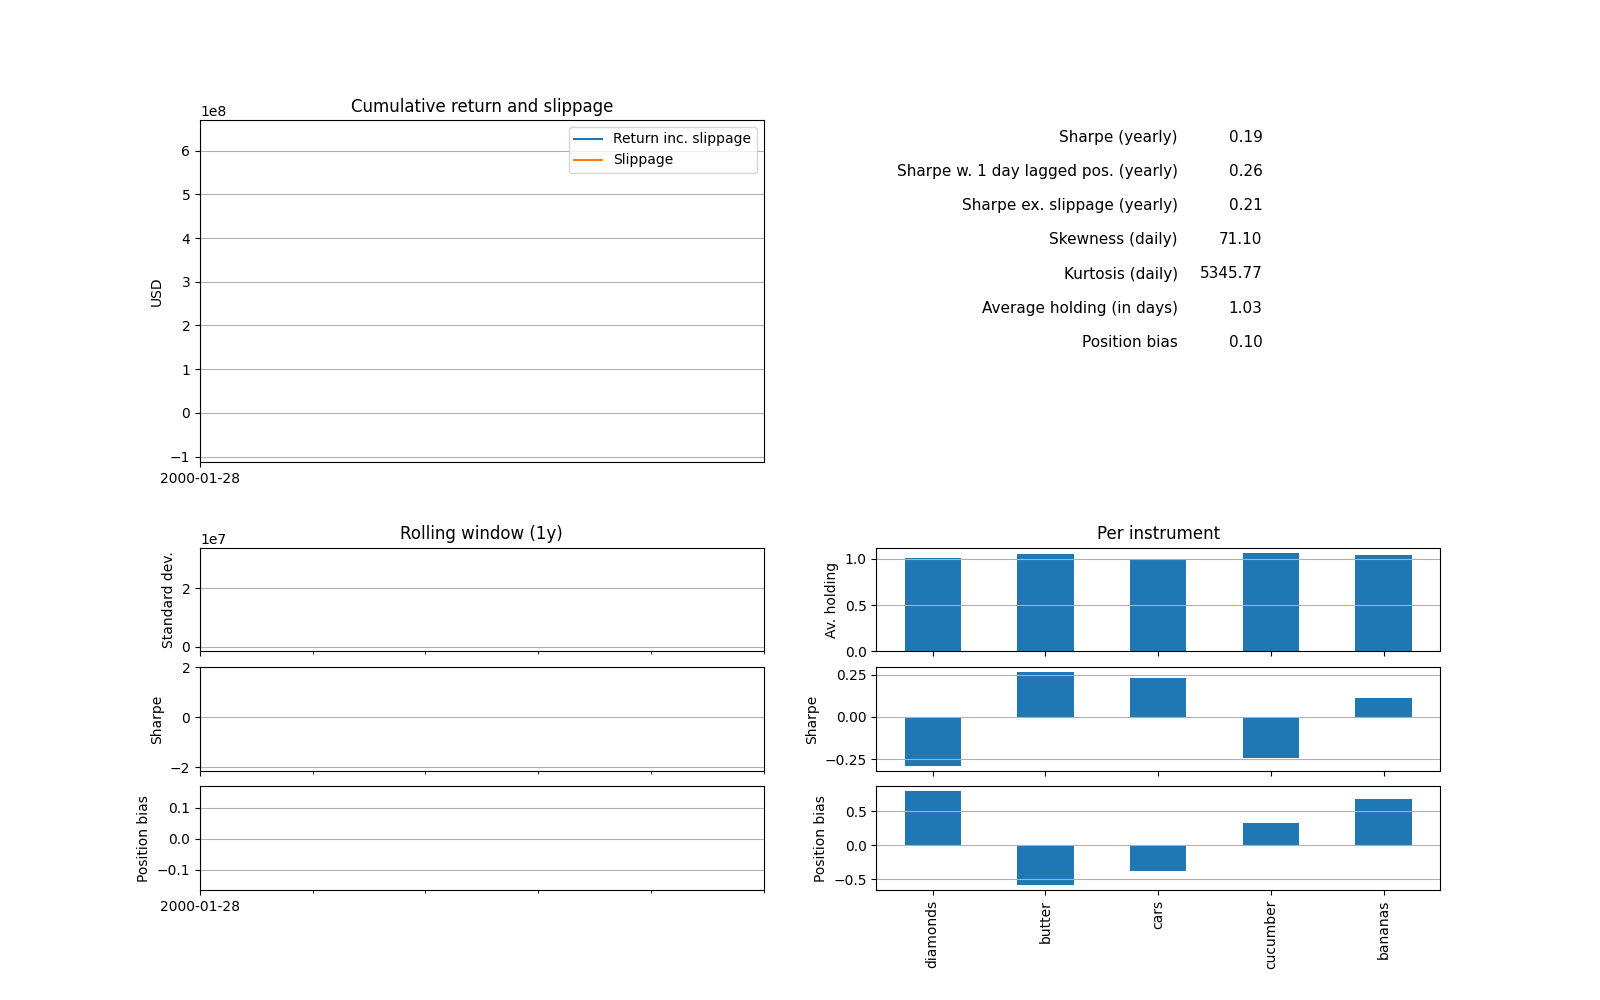 Cumulative return and slippage
1e8
Return inc. slippage
Slippage
6
5
4
3
2
1
0
−1
USD
2000-01-28
Sharpe (yearly) 0.19
Sharpe w. 1 day lagged pos. (yearly) 0.26
Sharpe ex. slippage (yearly) 0.21
Skewness (daily) 71.10
Kurtosis (daily) 5345.77
Average holding (in days) 1.03
Position bias 0.10
Rolling window (1y)
1e7
Standard dev.
2
0
Sharpe
2
0
−2
Position bias
0.1
0.0
−0.1
2000-01-28
Per instrument
Av. holding
1.0
0.5
0.0
Sharpe
0.25
0.00
−0.25
Position bias
0.5
0.0
−0.5
diamonds
butter
cars
cucumber
bananas